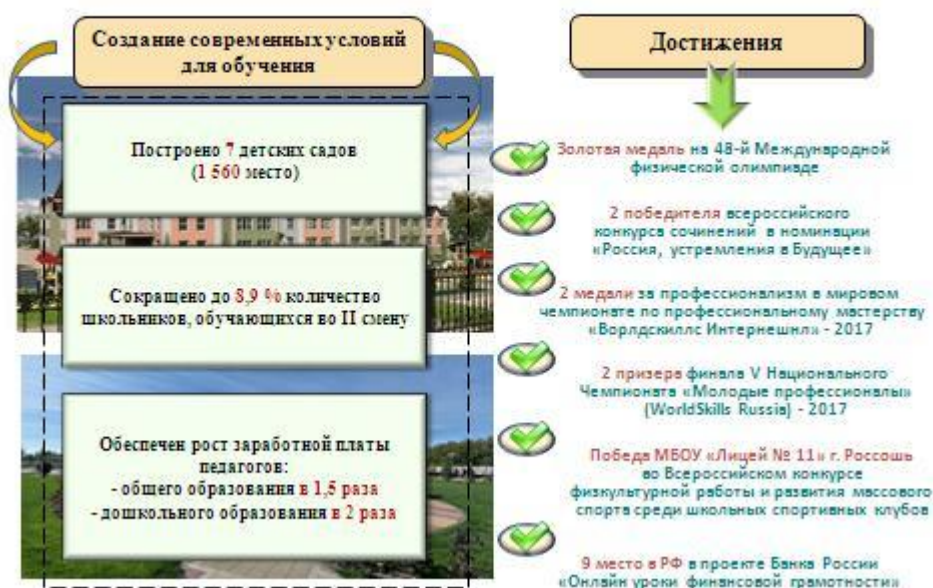 Создание современных условий
для обучения
Построено 7 детских садов
(1 560 место)
Сокращено до 8,9 % количество
школьников, обучающихся во II смену
Обеспечен рост заработной платы
педагогов:
- общего образования в 1,5 раза
- дошкольного образования в 2 раза
Достижения
Золотая медаль на 48-й Международной
физической олимпиаде
2 победителя всероссийского
конкурса сочинений в номинации
«Россия, устремления в Будущее»
2 медали за профессионализм в мировом
чемпионате по профессиональному мастерству
«Ворлдскиллс Интернешнл» - 2017
2 призера финала V Национального
Чемпионата «Молодые профессионалы»
(WorldSkills Russia) - 2017
Победа МБОУ «Лицей № 11» г. Россошь
во Всероссийском конкурсе
физкультурной работы и развития массового
спорта среди школьных спортивных клубов
9 место в РФ в проекте Банка России
«Онлайн уроки финансовой грамотности»